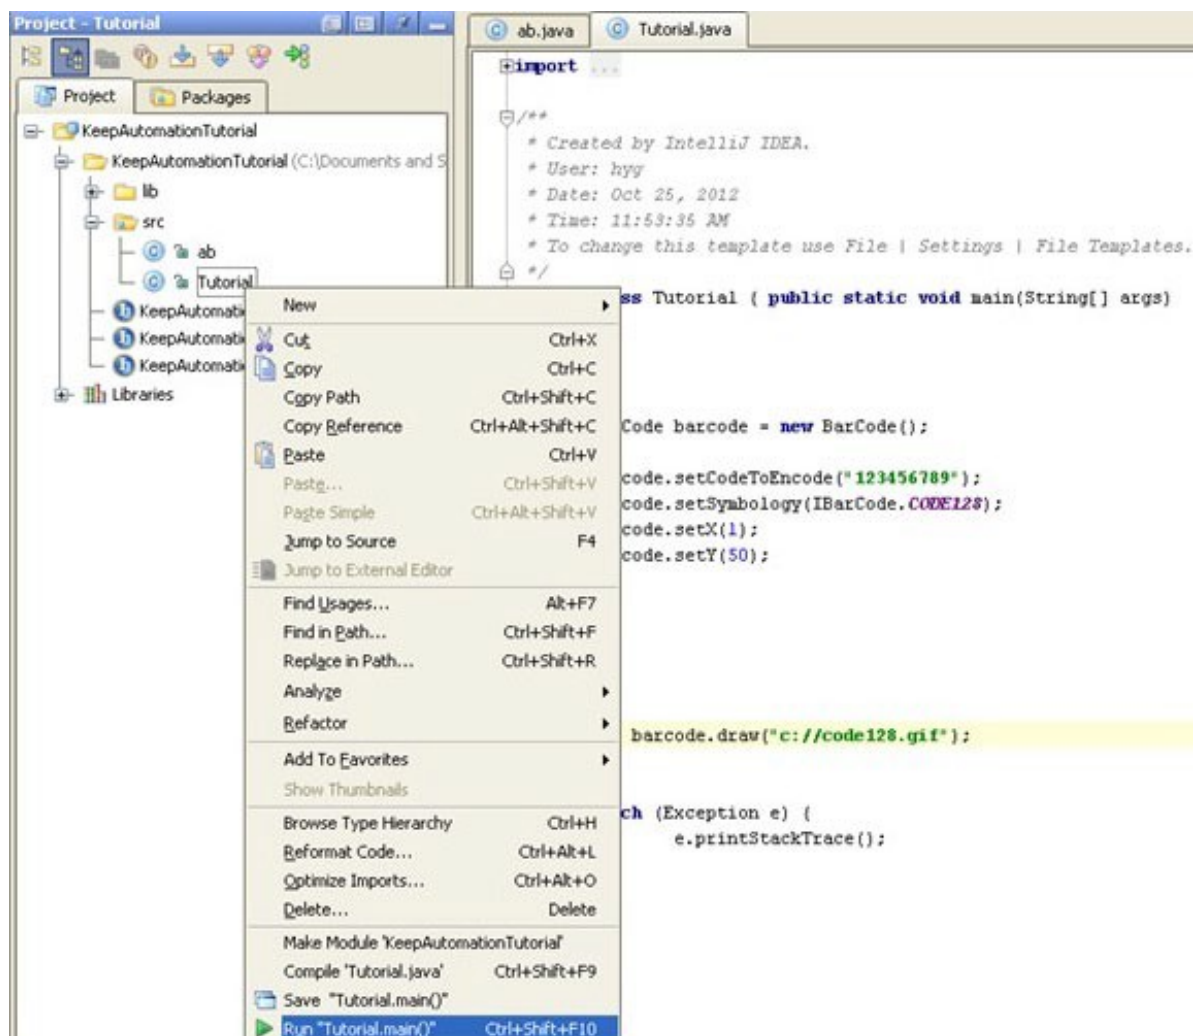 Project - Tutorial
Project
Packages
KeepAutomationTutorial
KeepAutomationTutorial (C:\Documents and S
lib
src
ab
Tutorial
KeepAutomati
KeepAutomati
KeepAutomati
Libraries
New
Cut Ctrl+X
Copy Ctrl+C
Copy Path Ctrl+Shift+C
Copy Reference Ctrl+Alt+Shift+C
Paste Ctrl+V
Paste... Ctrl+Shift+V
Paste Simple Ctrl+Alt+Shift+V
Jump to Source F4
Jump to External Editor
Find Usages... Alt+F7
Find in Path... Ctrl+Shift+F
Replace in Path... Ctrl+Shift+R
Analyze
Refactor
Add To Favorites
Show Thumbnails
Browse Type Hierarchy Ctrl+H
Reformat Code... Ctrl+Alt+L
Optimize Imports... Ctrl+Alt+O
Delete... Delete
Make Module 'KeepAutomationTutorial'
Compile 'Tutorial.java' Ctrl+Shift+F9
Save "Tutorial.main()"
Run "Tutorial.main()" Ctrl+Shift+F10
ab.java
Tutorial.java
import ...
/**
* Created by IntelliJ IDEA.
* User: hyg
* Date: Oct 25, 2012
* Time: 11:53:35 AM
* To change this template use File | Settings | File Templates.
*/
ss Tutorial { public static void main(String[] args)
Code barcode = new BarCode();
code.setCodeToEncode("123456789");
code.setSymbology(IBarCode.CODE128);
code.setX(1);
code.setY(50);
barcode.draw("c://code128.gif");
ch (Exception e) {
e.printStackTrace();